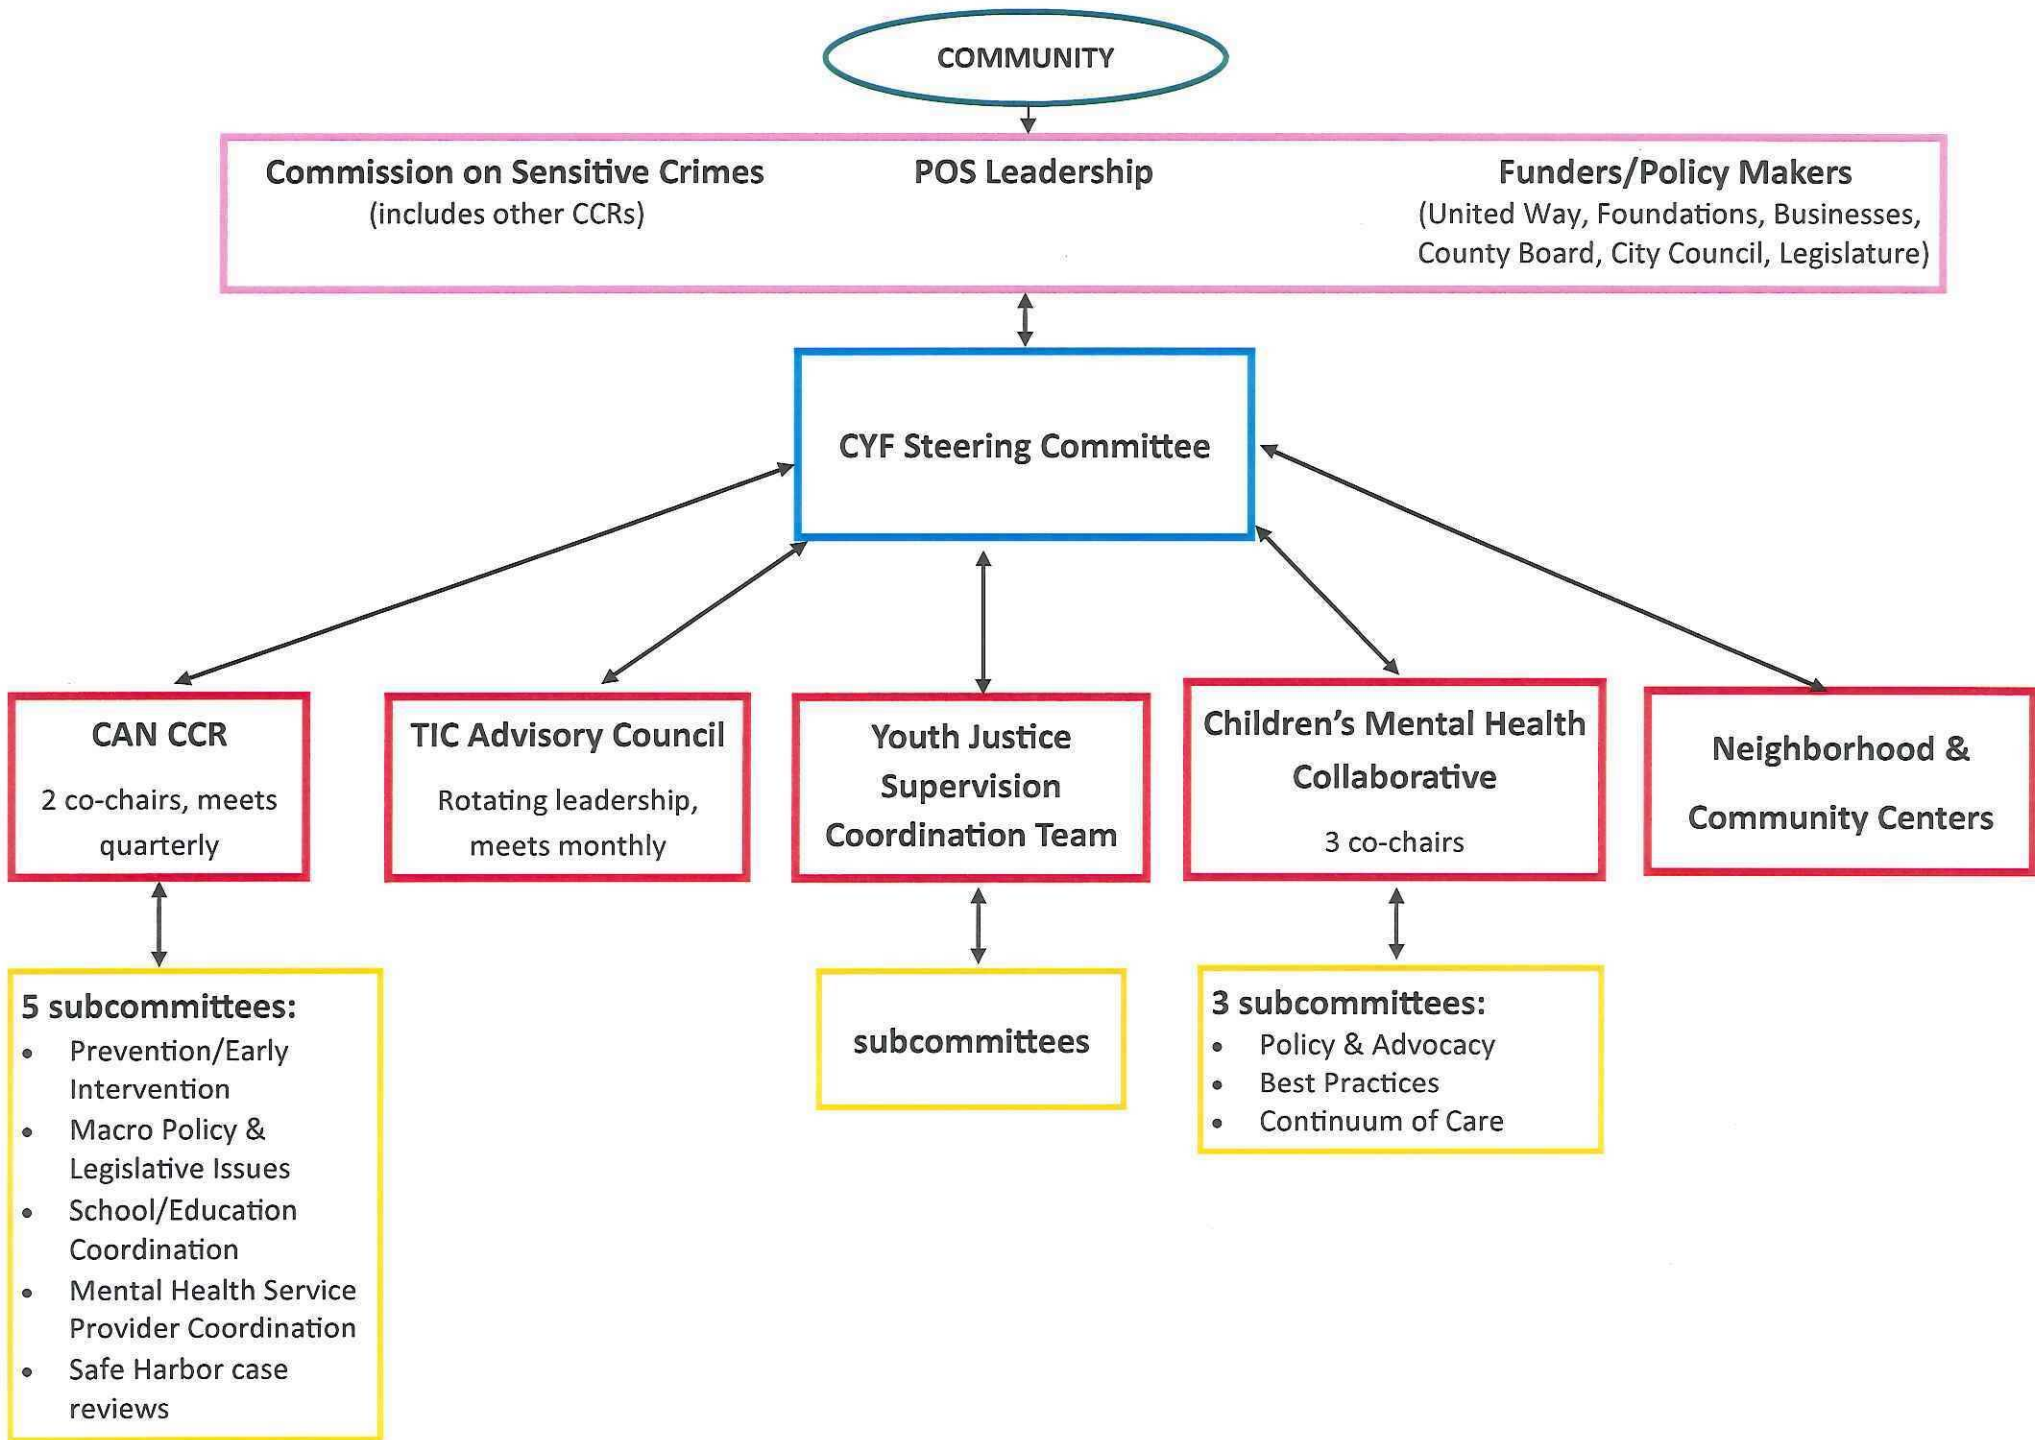 COMMUNITY
Commission on Sensitive Crimes
(includes other CCRs)
POS Leadership
Funders/Policy Makers
(United Way, Foundations, Businesses,
County Board, City Council, Legislature)
CYF Steering Committee
CAN CCR
2 co-chairs, meets
quarterly
TIC Advisory Council
Rotating leadership,
meets monthly
Youth Justice
Supervision
Coordination Team
Children’s Mental Health
Collaborative
3 co-chairs
Neighborhood &
Community Centers
5 subcommittees:
• Prevention/Early
Intervention
• Macro Policy &
Legislative Issues
• School/Education
Coordination
• Mental Health Service
Provider Coordination
• Safe Harbor case
reviews
subcommittees
3 subcommittees:
• Policy & Advocacy
• Best Practices
• Continuum of Care